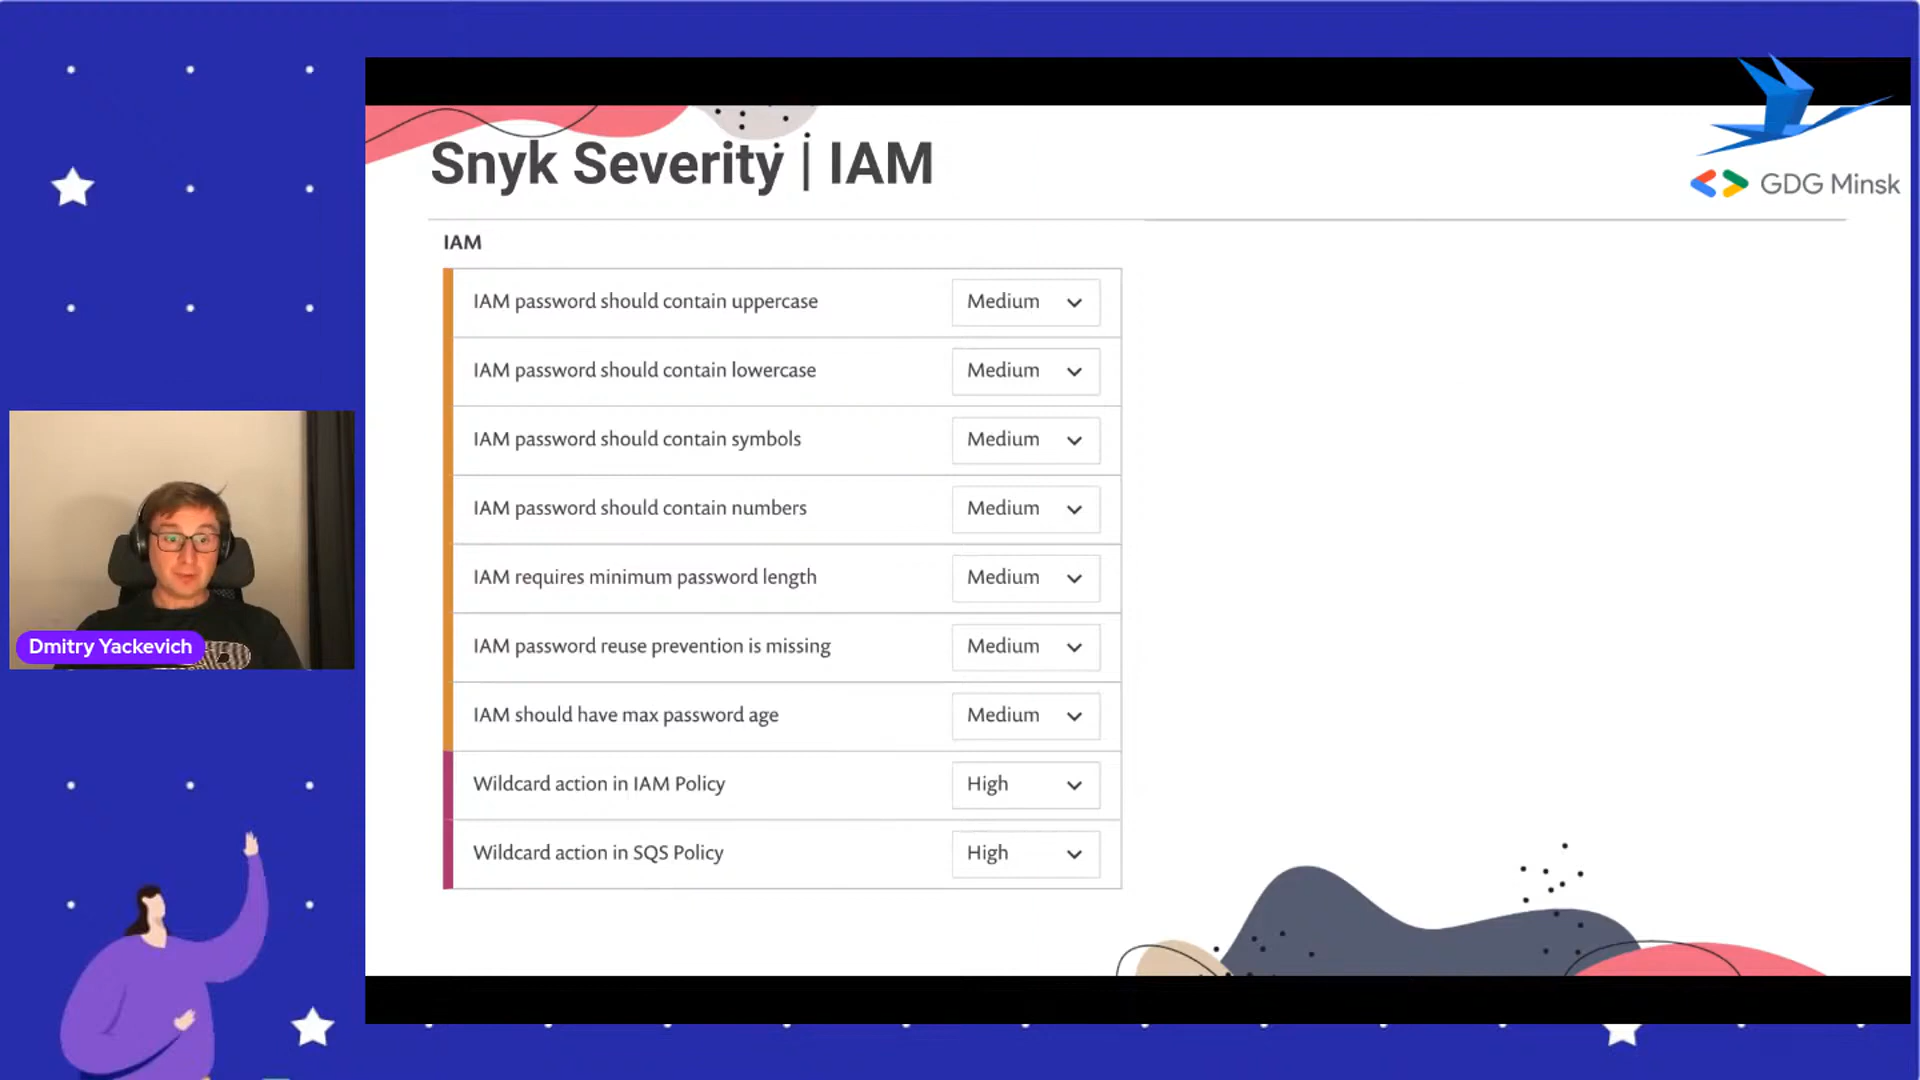 Snyk Severity | IAM
GDG Minsk
IAM
IAM password should contain uppercase Medium
IAM password should contain lowercase Medium
IAM password should contain symbols Medium
IAM password should contain numbers Medium
IAM requires minimum password length Medium
IAM password reuse prevention is missing Medium
IAM should have max password age Medium
Wildcard action in IAM Policy High
Wildcard action in SQS Policy High
Dmitry Yackevich